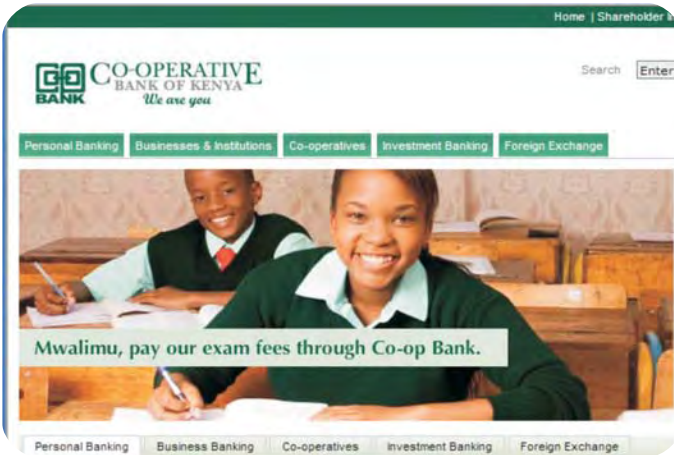 Home | Shareholder
CO-OPERATIVE
BANK OF KENYA
BANK
We are you
Search Enter
Personal Banking Businesses & Institutions Co-operatives Investment Banking Foreign Exchange
Mwalimu, pay our exam fees through Co-op Bank.
Personal Banking Business Banking Co-operatives Investment Banking Foreign Exchange